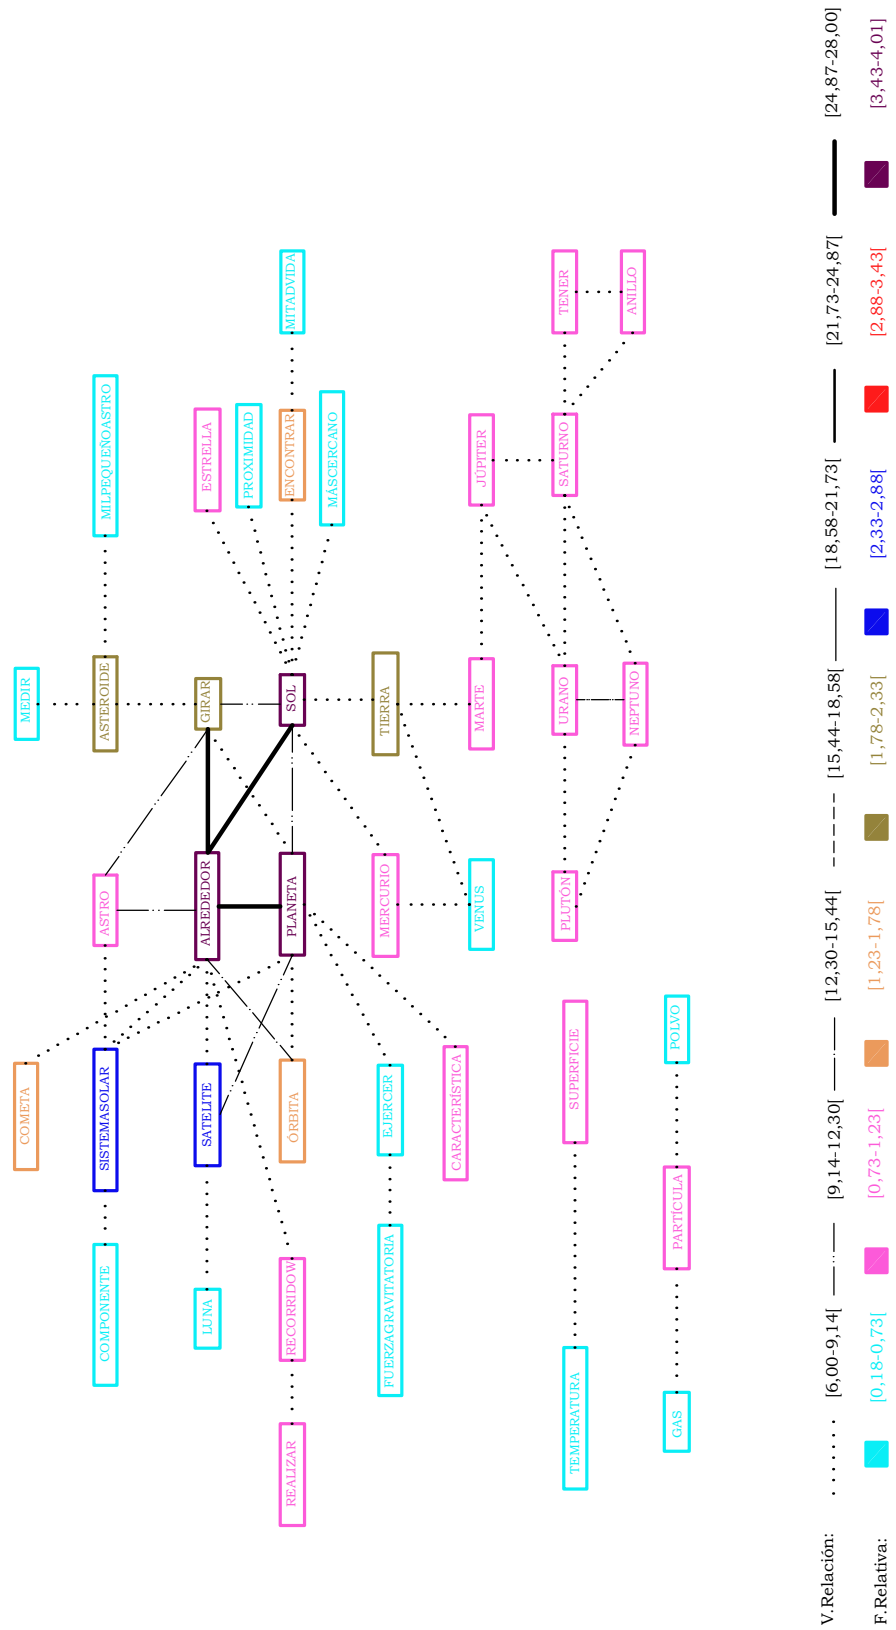 COMETA
MEDIR
COMPONENTE
SISTEMASOLAR
ASTRO
ASTEROIDE
MILPEQUEÑOASTRO
LUNA
SATELITE
ALREDEDOR
GIRAR
ESTRELLA
PROXIMIDAD
REALIZAR
RECORRIDOW
ÓRBITA
PLANETA
SOL
ENCONTRAR
MITADVIDA
MÁSCERCANO
FUERZAGRAVITATORIA
EJERCER
MERCURIO
TIERRA
CARACTERÍSTICA
VENUS
MARTE
JÚPITER
TEMPERATURA
SUPERFICIE
PLUTÓN
URANO
SATURNO
TENER
NEPTUNO
ANILLO
GAS
PARTÍCULA
POLVO
V.Relación: [6,00-9,14[ [9,14-12,30[ [12,30-15,44[ [15,44-18,58[ [18,58-21,73[ [21,73-24,87[ [24,87-28,00]
F.Relativa: [0,18-0,73[ [0,73-1,23[ [1,23-1,78[ [1,78-2,33[ [2,33-2,88[ [2,88-3,43[ [3,43-4,01]